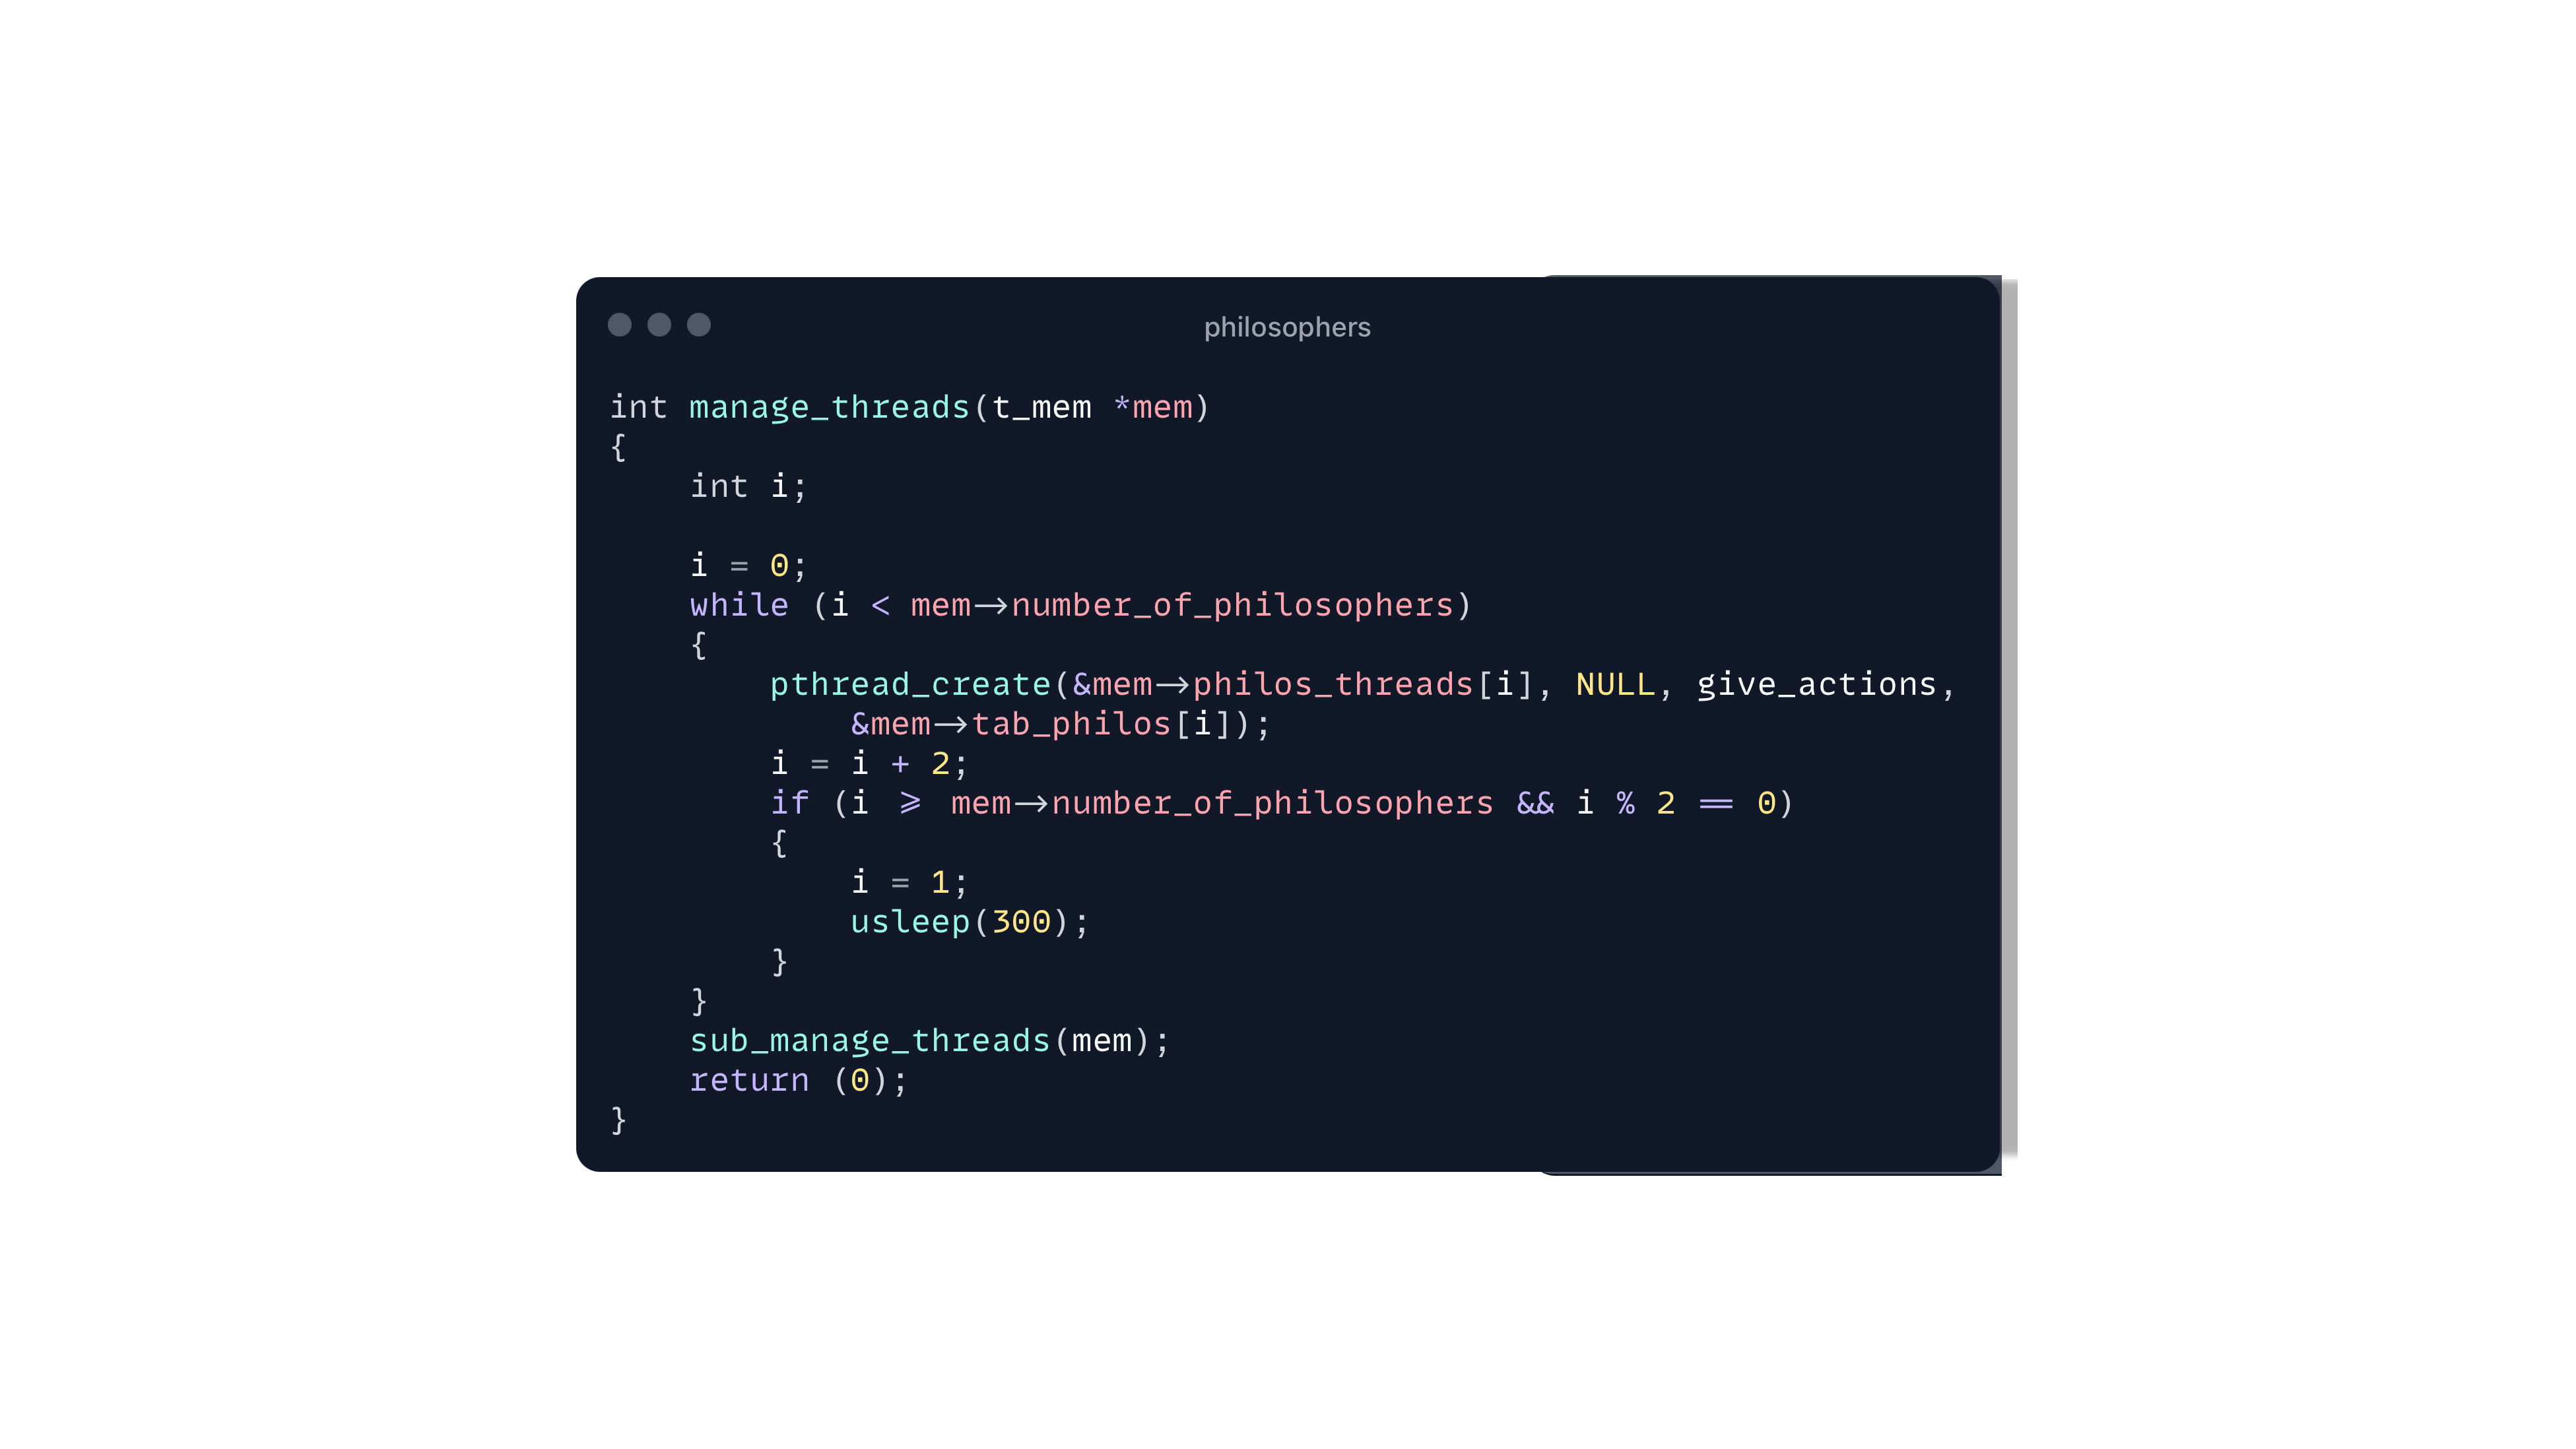 philosophers
int manage_threads(t_mem *mem)
{
    int i;

    i = 0;
    while (i < mem->number_of_philosophers)
    {
        pthread_create(&mem->philos_threads[i], NULL, give_actions,
            &mem->tab_philos[i]);
        i = i + 2;
        if (i >= mem->number_of_philosophers && i % 2 == 0)
        {
            i = 1;
            usleep(300);
        }
    }
    sub_manage_threads(mem);
    return (0);
}